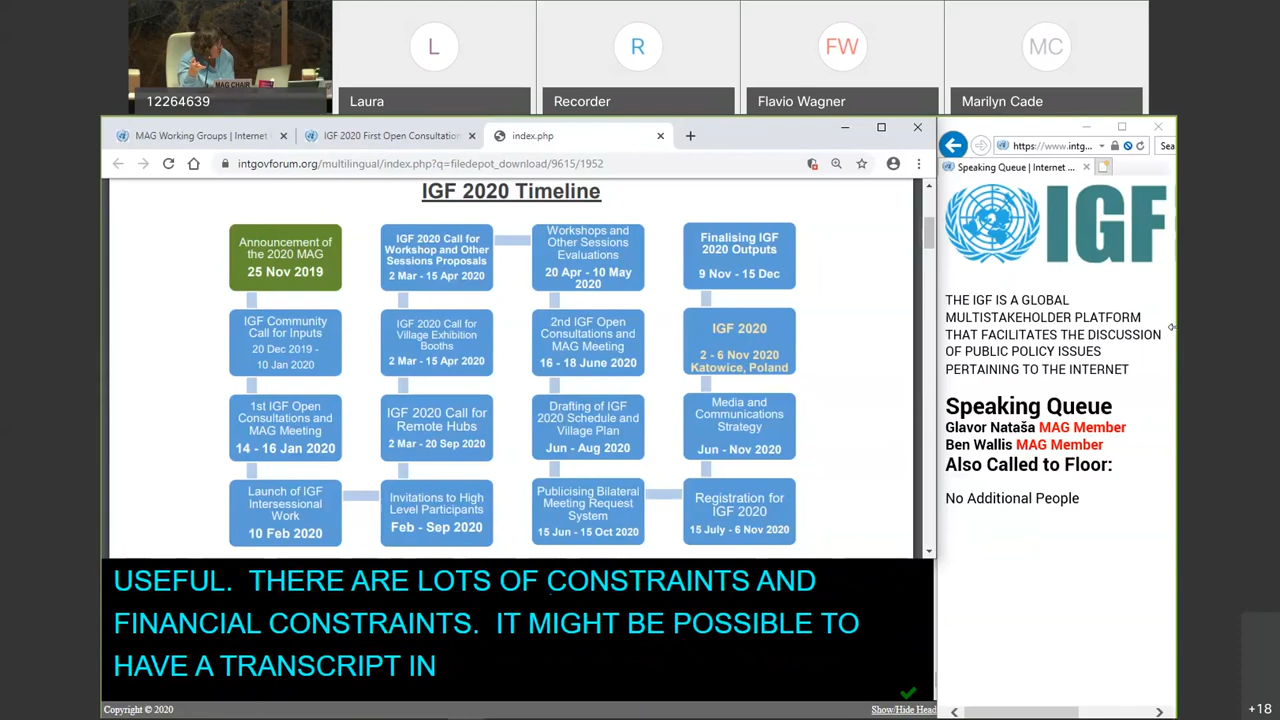 MAG CHAIR
12264639
L
Laura
R
Recorder
FW
Flavio Wagner
MC
Marilyn Cade
MAG Working Groups | Internet
IGF 2020 First Open Consultation
index.php
intgovforum.org/multilingual/index.php?q=filedepot_download/9615/1952
IGF 2020 Timeline
Announcement of
the 2020 MAG
25 Nov 2019
IGF Community
Call for Inputs
20 Dec 2019 -
10 Jan 2020
1st IGF Open
Consultations and
MAG Meeting
14 - 16 Jan 2020
Launch of IGF
Intersessional
Work
10 Feb 2020
Invitations to High
Level Participants
Feb - Sep 2020
IGF 2020 Call for
Remote Hubs
2 Mar - 20 Sep 2020
IGF 2020 Call for
Village Exhibition
Booths
2 Mar - 15 Apr 2020
IGF 2020 Call for
Workshop and Other
Sessions Proposals
2 Mar - 15 Apr 2020
Workshops and
Other Sessions
Evaluations
20 Apr - 10 May
2020
2nd IGF Open
Consultations and
MAG Meeting
16 - 18 June 2020
Drafting of IGF
2020 Schedule and
Village Plan
Jun - Aug 2020
Publicising Bilateral
Meeting Request
System
15 Jun - 15 Oct 2020
Registration for
IGF 2020
15 July - 6 Nov 2020
Media and
Communications
Strategy
Jun - Nov 2020
IGF 2020
2 - 6 Nov 2020
Katowice, Poland
Finalising IGF
2020 Outputs
9 Nov - 15 Dec
https://www.intg...
Sea
Speaking Queue | Internet ...
IGF
THE IGF IS A GLOBAL
MULTISTAKEHOLDER PLATFORM
THAT FACILITATES THE DISCUSSION
OF PUBLIC POLICY ISSUES
PERTAINING TO THE INTERNET
Speaking Queue
Glavor Nataša MAG Member
Ben Wallis MAG Member
Also Called to Floor:
No Additional People
USEFUL.  THERE ARE LOTS OF CONSTRAINTS AND
FINANCIAL CONSTRAINTS.  IT MIGHT BE POSSIBLE TO
HAVE A TRANSCRIPT IN
Copyright © 2020
Show/Hide Head
+18